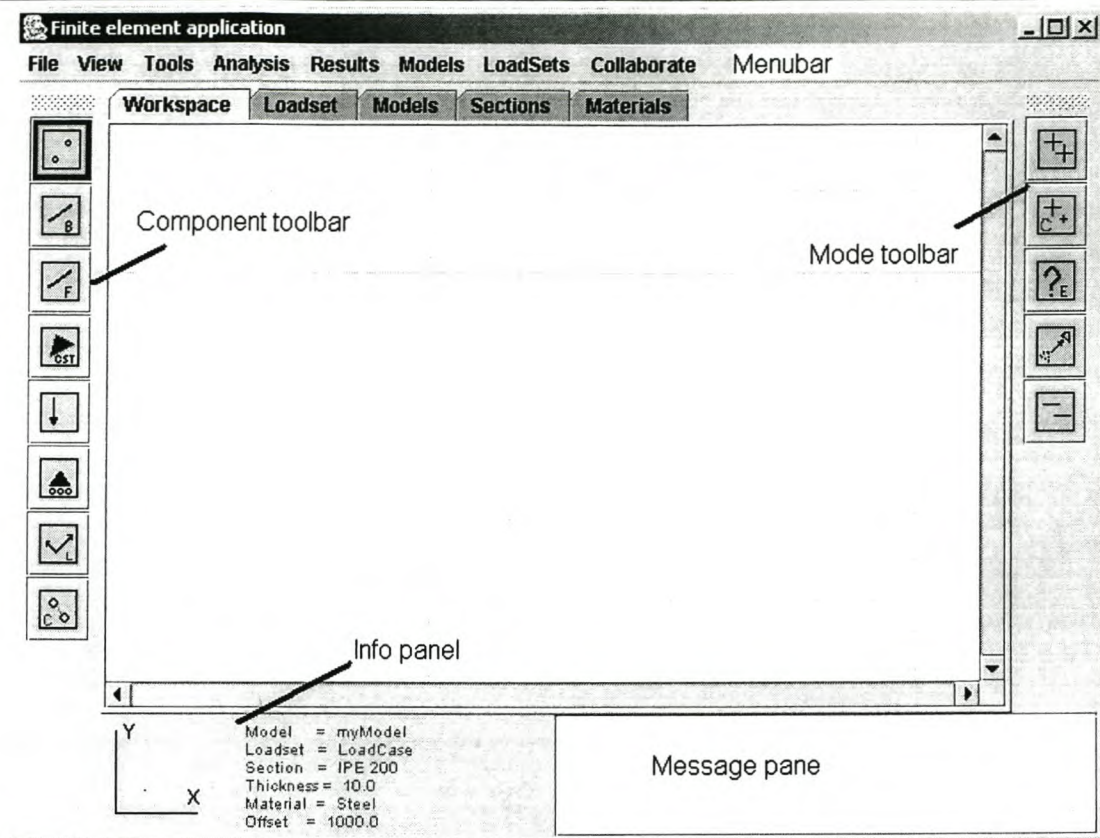 Finite element application
File View Tools Analysis Results Models LoadSets Collaborate Menubar
Workspace Loadset Models Sections Materials
B
Component toolbar
C
Mode toolbar
F
?E
CST
L
C
Info panel
Y
X
Model = myModel
Loadset = LoadCase
Section = IPE 200
Thickness = 10.0
Material = Steel
Offset = 1000.0
Message pane